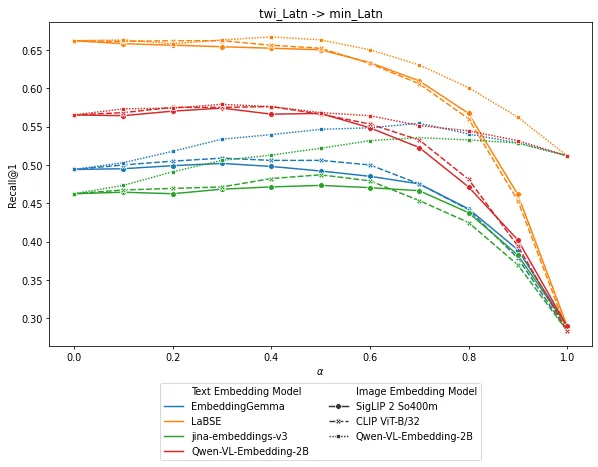 twi_Latn -> min_Latn
Recall@1
0.65
0.60
0.55
0.50
0.45
0.40
0.35
0.30
0.0 0.2 0.4 0.6 0.8 1.0
α
Text Embedding Model Image Embedding Model
EmbeddingGemma SigLIP 2 So400m
LaBSE CLIP ViT-B/32
jina-embeddings-v3 Qwen-VL-Embedding-2B
Qwen-VL-Embedding-2B